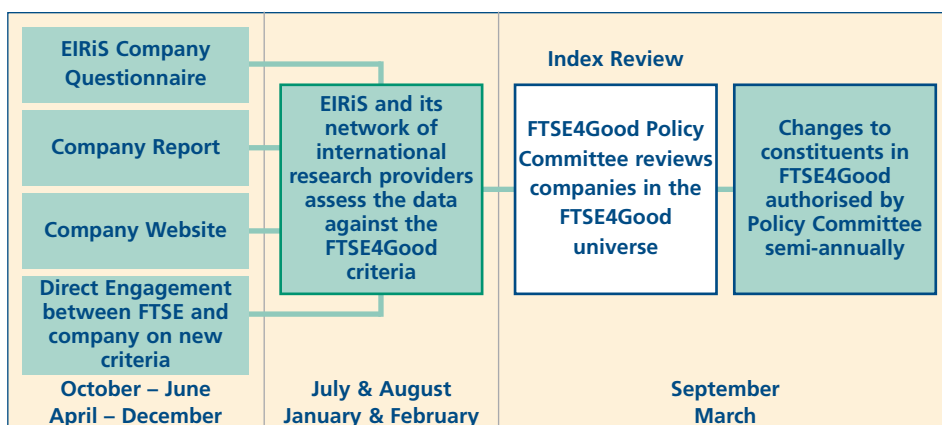 EIRiS Company
Questionnaire
Company Report
Company Website
Direct Engagement
between FTSE and
company on new
criteria
October – June
April – December
EIRiS and its
network of
international
research providers
assess the data
against the
FTSE4Good
criteria
July & August
January & February
Index Review
FTSE4Good Policy
Committee reviews
companies in the
FTSE4Good
universe
Changes to
constituents in
FTSE4Good
authorised by
Policy Committee
semi-annually
September
March